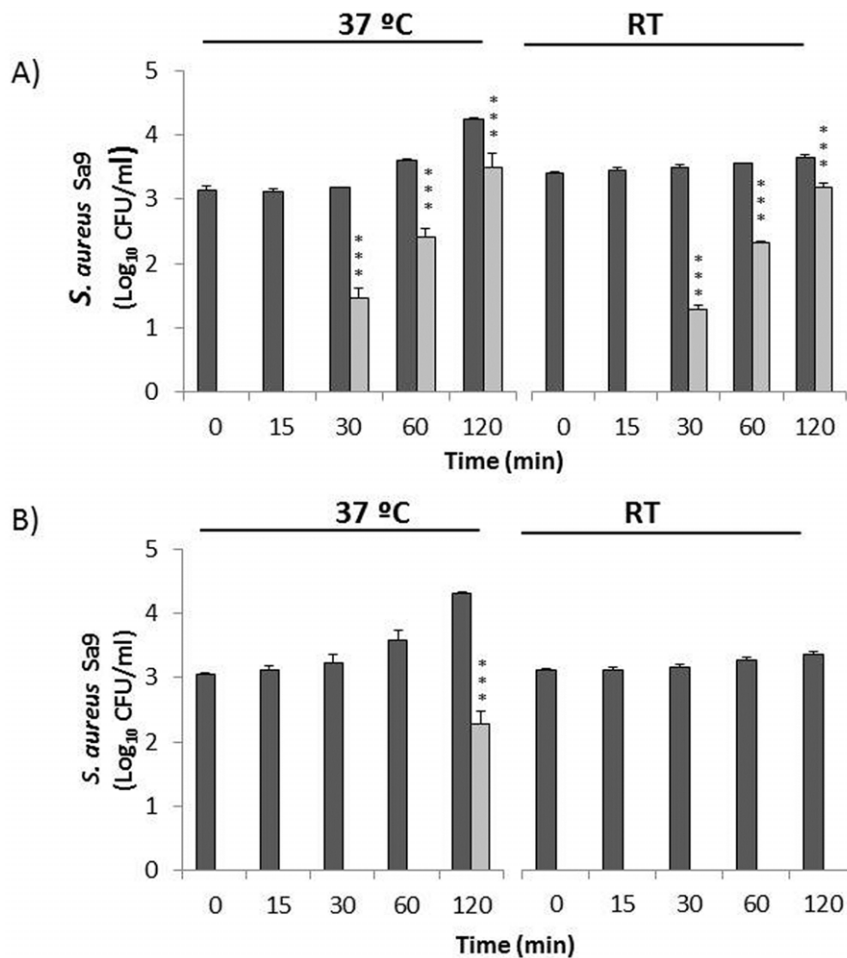 37 ºC RT
A)
5
4
3
2
1
0
S. aureus Sa9
(Log₁₀ CFU/ml)
*** *** *** *** *** ***
0 15 30 60 120 0 15 30 60 120
Time (min)
B)
37 ºC RT
5
4
3
2
1
0
S. aureus Sa9
(Log₁₀ CFU/ml)
***
0 15 30 60 120 0 15 30 60 120
Time (min)